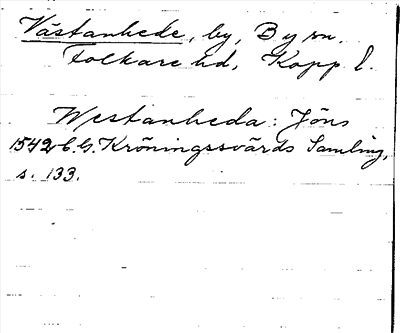 Västanhede, by, By sn.
Folkare hd, Kopp. l.
Westanheda: Jöns
1542 C.G. Kröningssvärds Samling,
s. 133.